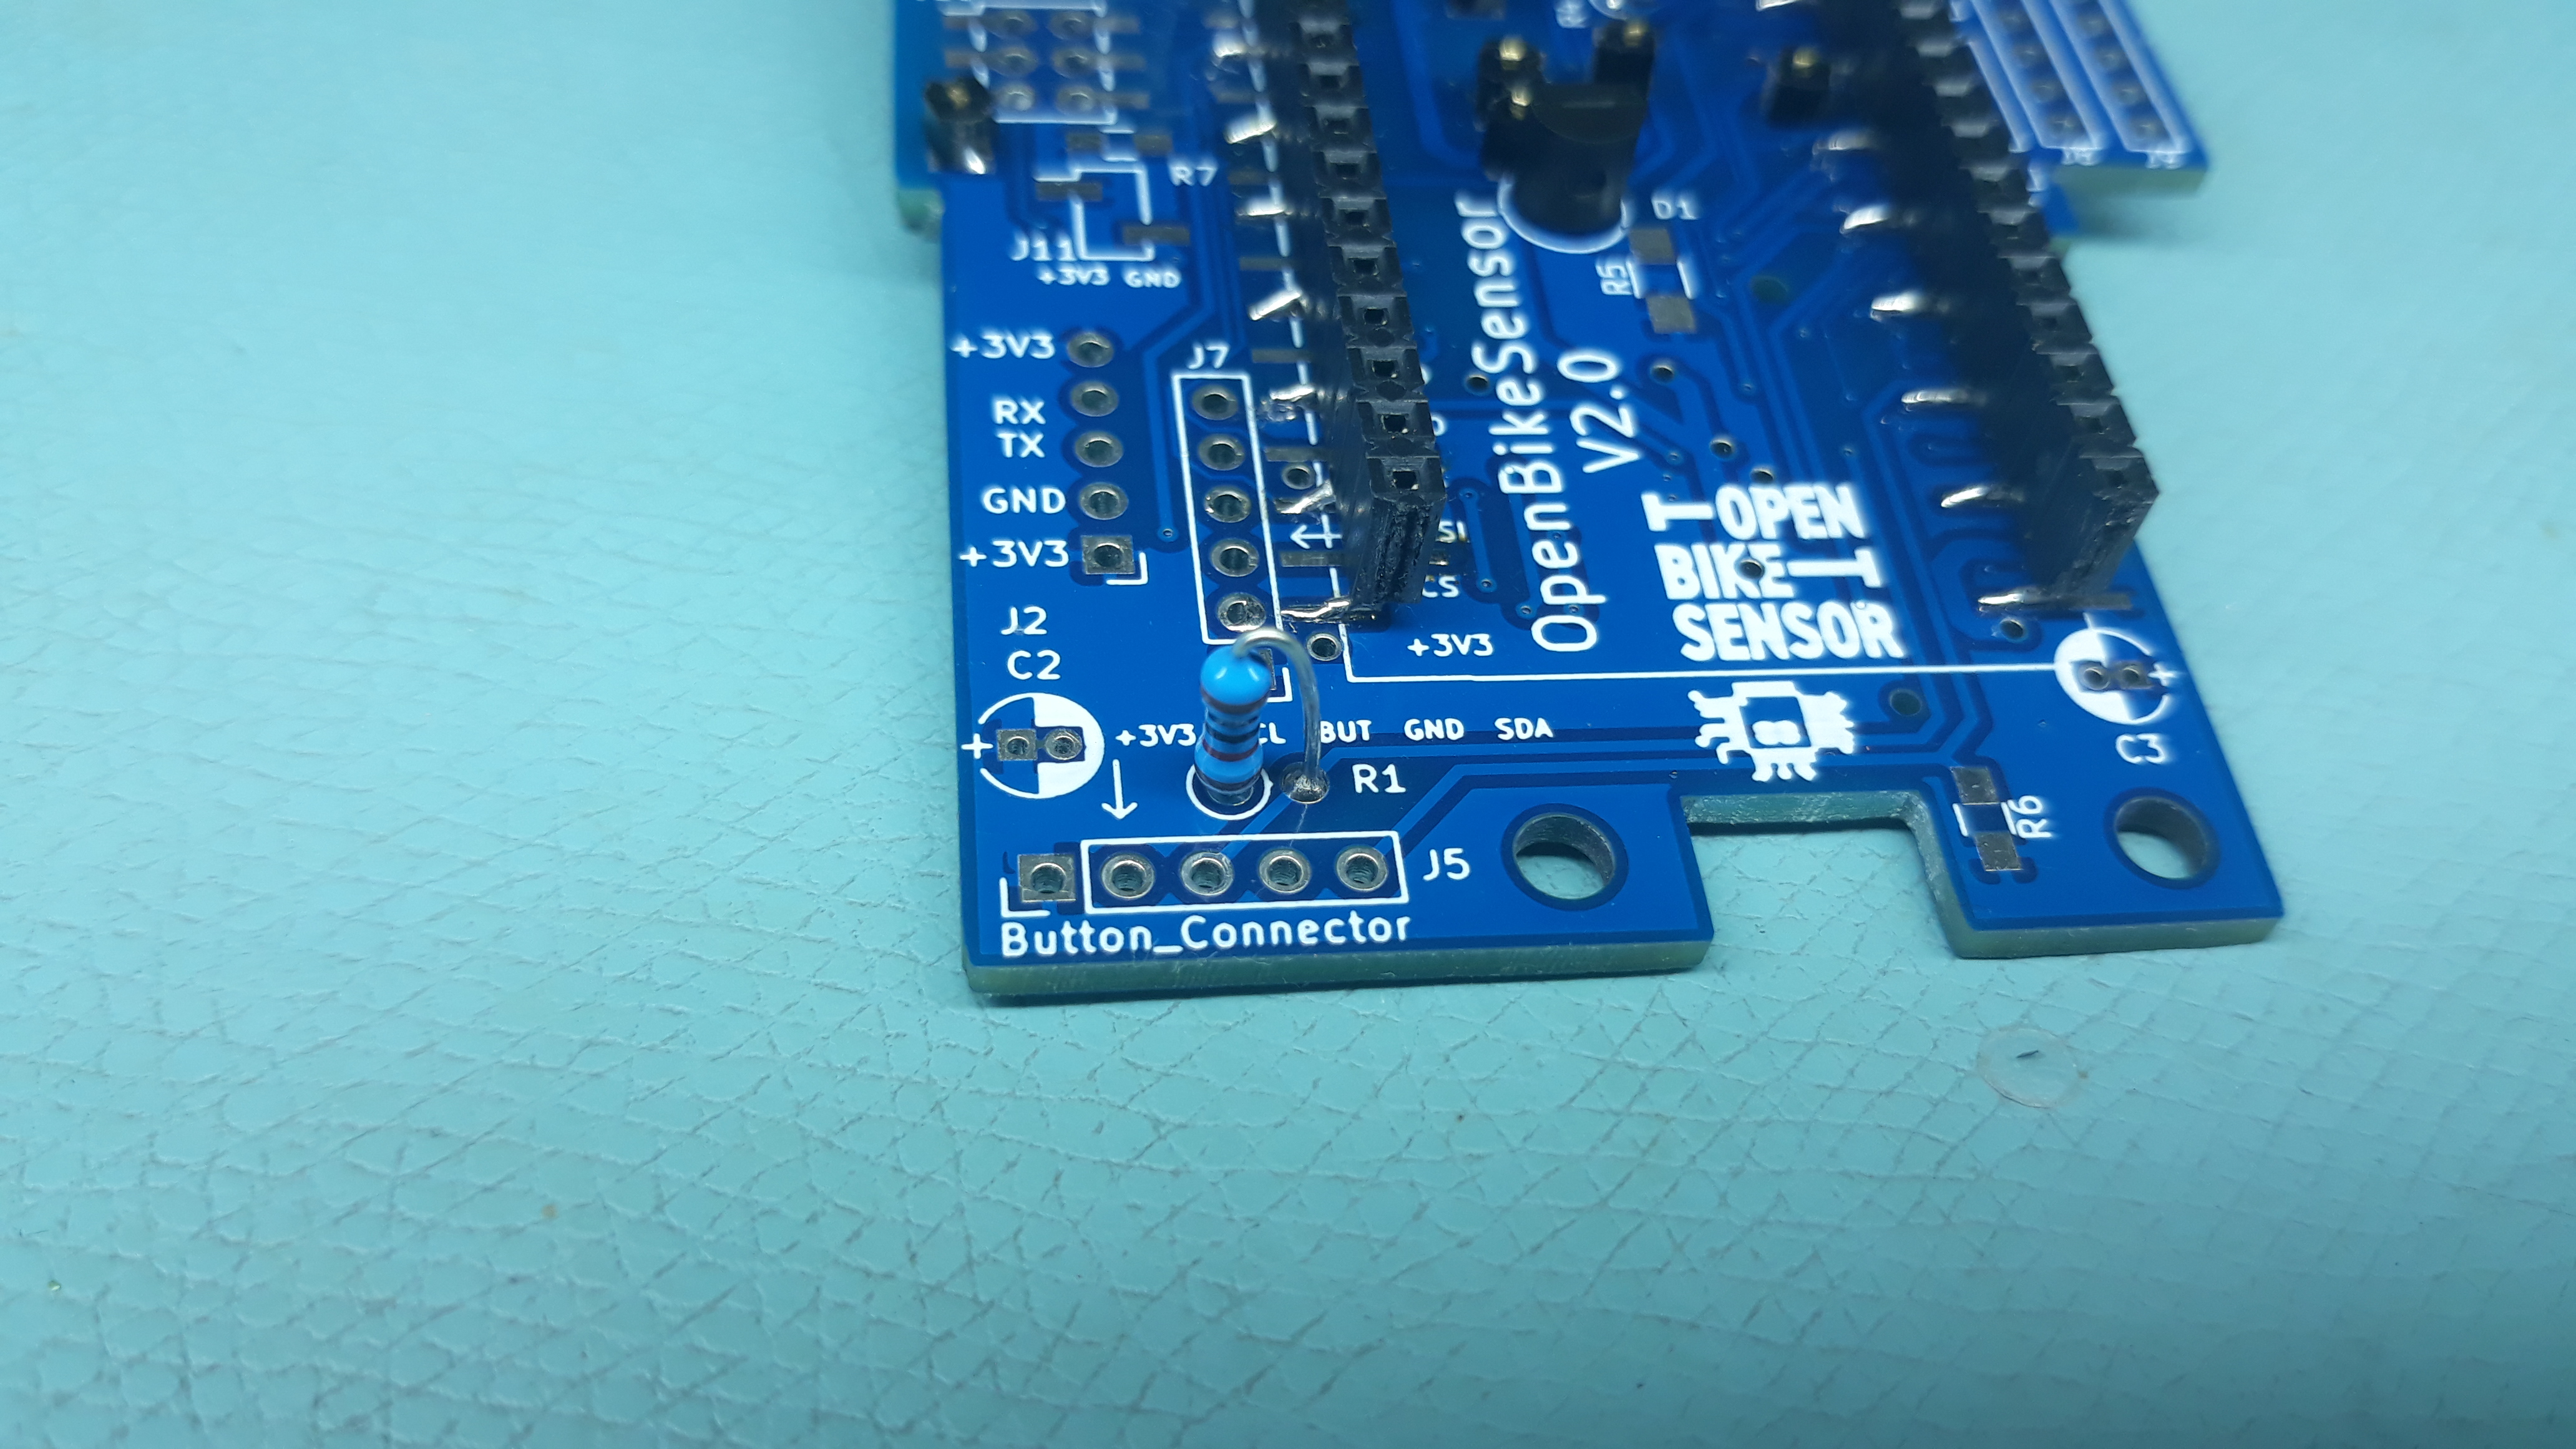 R7
D1
J11
+3V3 GND
R5
+3V3
J7
RX
TX
GND
+3V3
OpenBikeSensor
V2.0
OPEN
BIKE
SENSOR
CS
+3V3
J2
C2
+
+3V3
BUT GND SDA
+
C3
R1
R6
J5
Button_Connector